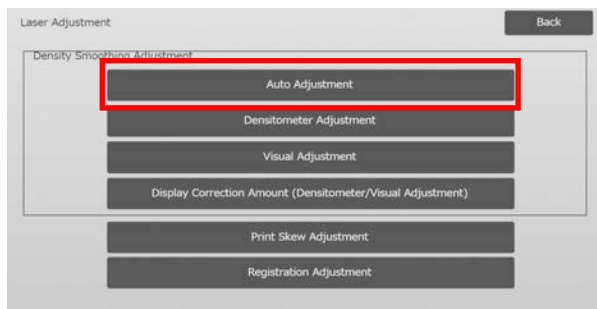 Laser Adjustment
Back
Density Smoothing Adjustment
Auto Adjustment
Densitometer Adjustment
Visual Adjustment
Display Correction Amount (Densitometer/Visual Adjustment)
Print Skew Adjustment
Registration Adjustment